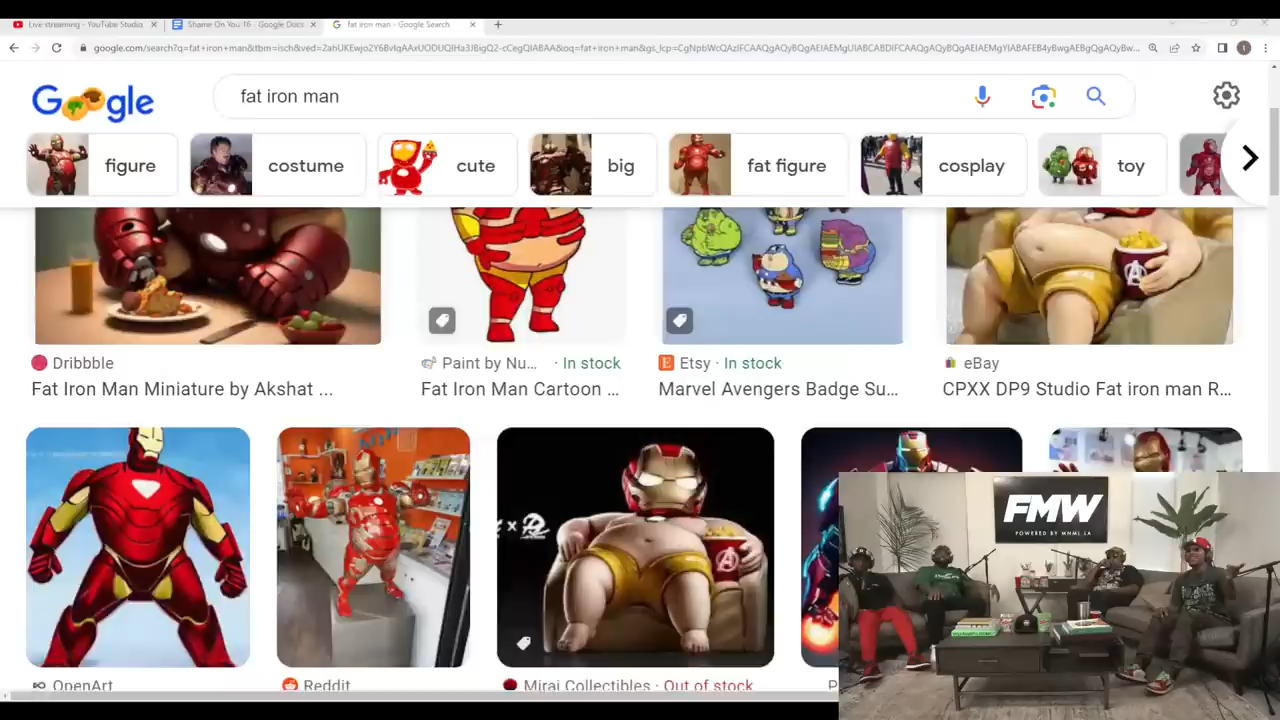 Live streaming - YouTube Studio
Shame On You 16 - Google Docs
fat iron man - Google Search
Google
fat iron man
figure
costume
cute
big
fat figure
cosplay
toy
Dribbble
Fat Iron Man Miniature by Akshat ...
Paint by Nu... · In stock
Fat Iron Man Cartoon ...
Etsy · In stock
Marvel Avengers Badge Su...
eBay
CPXX DP9 Studio Fat iron man R...
FMW
POWERED BY MNML LA
OpenArt
Reddit
Mirai Collectibles · Out of stock